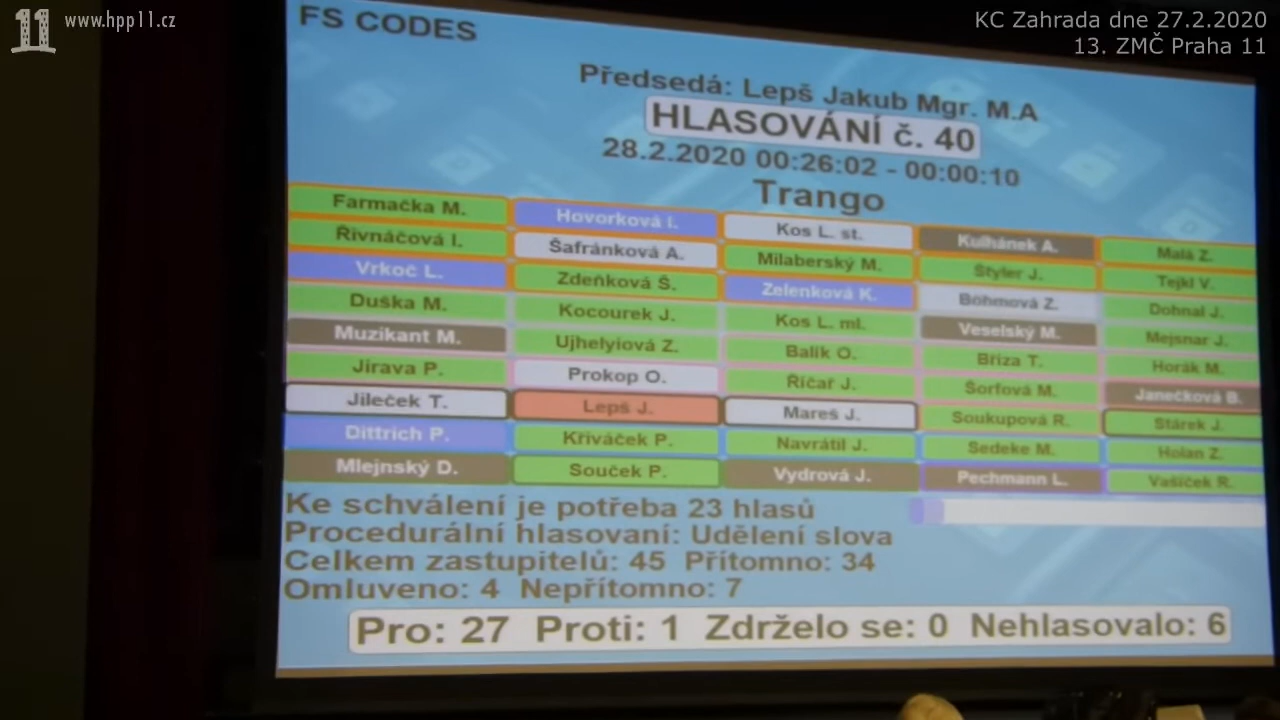 11 www.hpp11.cz
KC Zahrada dne 27.2.2020
13. ZMČ Praha 11
FS CODES
Předsedá: Lepš Jakub Mgr. M.A
HLASOVÁNÍ č. 40
28.2.2020 00:26:02 - 00:00:10
Trango
Farmačka M. Hovorková I. Kos L. st. Kulhánek A. Malá Z.
Řivnáčová I. Šafránková A. Milaberský M. Štyler J. Tejkl V.
Vrkoč L. Zdeňková Š. Zelenková K. Böhmová Z. Dohnal J.
Duška M. Kocourek J. Kos L. ml. Veselský M. Mejsnar J.
Muzikant M. Ujhelyiová Z. Balík O. Bříza T. Horák M.
Jirava P. Prokop O. Říčař J. Šorfová M. Janečková B.
Jíleček T. Lepš J. Mareš J. Soukupová R. Stárek J.
Dittrich P. Křiváček P. Navrátil J. Sedeke M. Holan Z.
Mlejnský D. Souček P. Vydrová J. Pechmann L. Vašíček R.
Ke schválení je potřeba 23 hlasů
Procedurální hlasovaní: Udělení slova
Celkem zastupitelů: 45 Přítomno: 34
Omluveno: 4 Nepřítomno: 7
Pro: 27 Proti: 1 Zdrželo se: 0 Nehlasovalo: 6